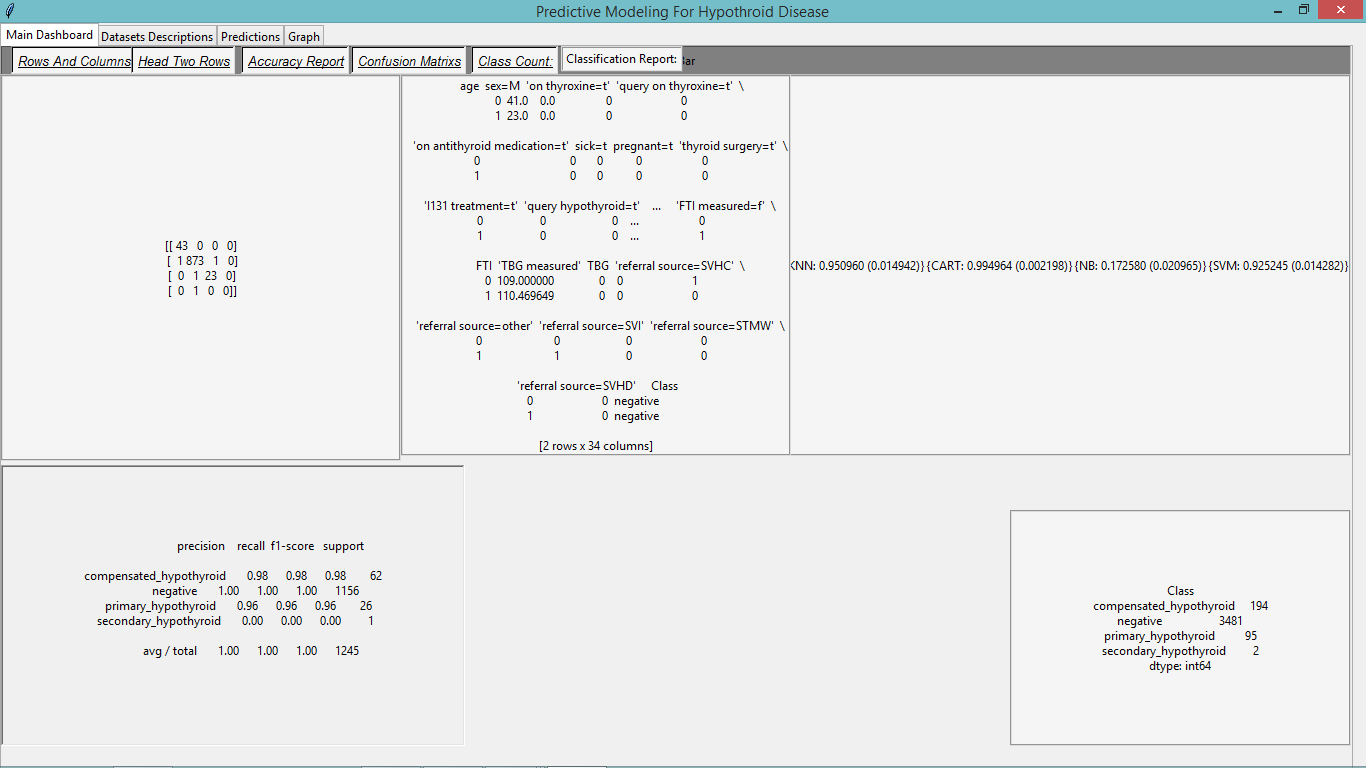 Predictive Modeling For Hypothroid Disease
Main Dashboard Datasets Descriptions Predictions Graph
Rows And Columns Head Two Rows Accuracy Report Confusion Matrixs Class Count: Classification Report:
[[ 43 0 0 0]
[ 1 873 1 0]
[ 0 1 23 0]
[ 0 1 0 0]]
age sex=M 'on thyroxine=t' 'query on thyroxine=t' \
0 41.0 0.0 0 0
1 23.0 0.0 0 0
'on antithyroid medication=t' sick=t pregnant=t 'thyroid surgery=t' \
0 0 0 0 0
1 0 0 0 0
'I131 treatment=t' 'query hypothyroid=t' ... 'FTI measured=f' \
0 0 0 ... 0
1 0 0 ... 1
FTI 'TBG measured' TBG 'referral source=SVHC' \
0 109.000000 0 0 1
1 110.469649 0 0 0
'referral source=other' 'referral source=SVI' 'referral source=STMW' \
0 0 0 0
1 1 0 0
'referral source=SVHD' Class
0 0 negative
1 0 negative
[2 rows x 34 columns]
KNN: 0.950960 (0.014942)} {CART: 0.994964 (0.002198)} {NB: 0.172580 (0.020965)} {SVM: 0.925245 (0.014282)}
precision recall f1-score support
compensated_hypothyroid 0.98 0.98 0.98 62
negative 1.00 1.00 1.00 1156
primary_hypothyroid 0.96 0.96 0.96 26
secondary_hypothyroid 0.00 0.00 0.00 1
avg / total 1.00 1.00 1.00 1245
Class
compensated_hypothyroid 194
negative 3481
primary_hypothyroid 95
secondary_hypothyroid 2
dtype: int64